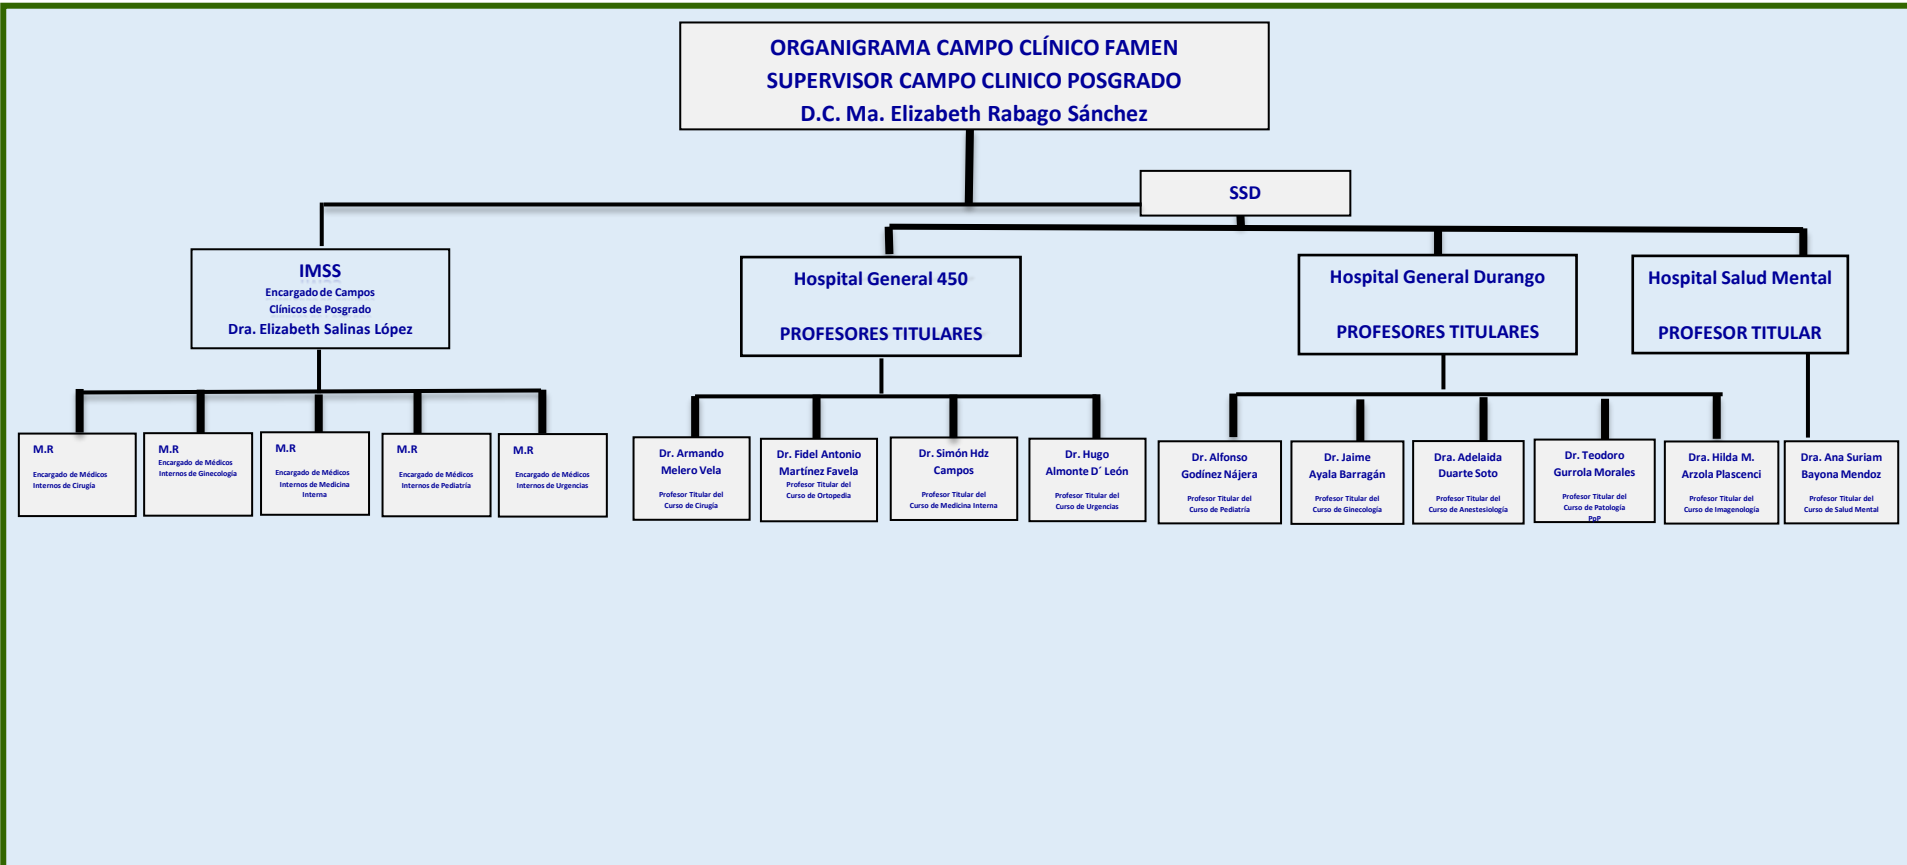 ORGANIGRAMA CAMPO CLÍNICO FAMEN
SUPERVISOR CAMPO CLINICO POSGRADO
D.C. Ma. Elizabeth Rabago Sánchez
SSD
IMSS
Encargado de Campos
Clínicos de Posgrado
Dra. Elizabeth Salinas López
Hospital General 450
PROFESORES TITULARES
Hospital General Durango
PROFESORES TITULARES
Hospital Salud Mental
PROFESOR TITULAR
M.R
Encargado de Médicos
Internos de Cirugía
M.R
Encargado de Médicos
Internos de Ginecología
M.R
Encargado de Médicos
Internos de Medicina
Interna
M.R
Encargado de Médicos
Internos de Pediatría
M.R
Encargado de Médicos
Internos de Urgencias
Dr. Armando
Melero Vela
Profesor Titular del
Curso de Cirugía
Dr. Fidel Antonio
Martínez Favela
Profesor Titular del
Curso de Ortopedia
Dr. Simón Hdz
Campos
Profesor Titular del
Curso de Medicina Interna
Dr. Hugo
Almonte D´ León
Profesor Titular del
Curso de Urgencias
Dr. Alfonso
Godínez Nájera
Profesor Titular del
Curso de Pediatría
Dr. Jaime
Ayala Barragán
Profesor Titular del
Curso de Ginecología
Dra. Adelaida
Duarte Soto
Profesor Titular del
Curso de Anestesiología
Dr. Teodoro
Gurrola Morales
Profesor Titular del
Curso de Patología
PoP
Dra. Hilda M.
Arzola Plascenci
Profesor Titular del
Curso de Imagenología
Dra. Ana Suriam
Bayona Mendoz
Profesor Titular del
Curso de Salud Mental